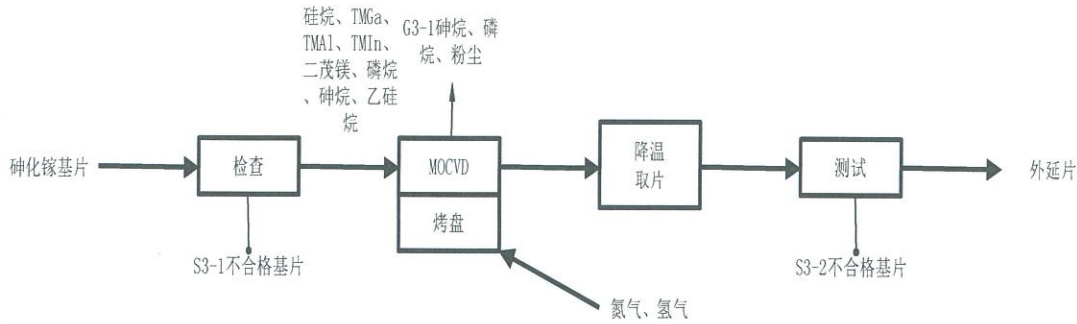 硅烷、TMGa、
TMAl、TMIn、
二茂镁、磷烷
、砷烷、乙硅
烷
G3-1砷烷、磷
烷、粉尘
砷化镓基片
检查
MOCVD
烤盘
降温
取片
测试
外延片
S3-1不合格基片
S3-2不合格基片
氮气、氢气